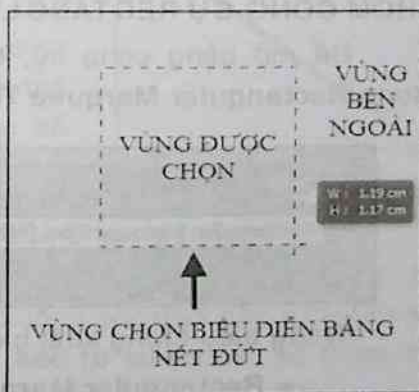 VÙNG
BÊN
NGOÀI
VÙNG ĐƯỢC
CHỌN
W : 1.19 cm
H : 1.17 cm
VÙNG CHỌN BIỂU DIỄN BẰNG
NÉT ĐỨT